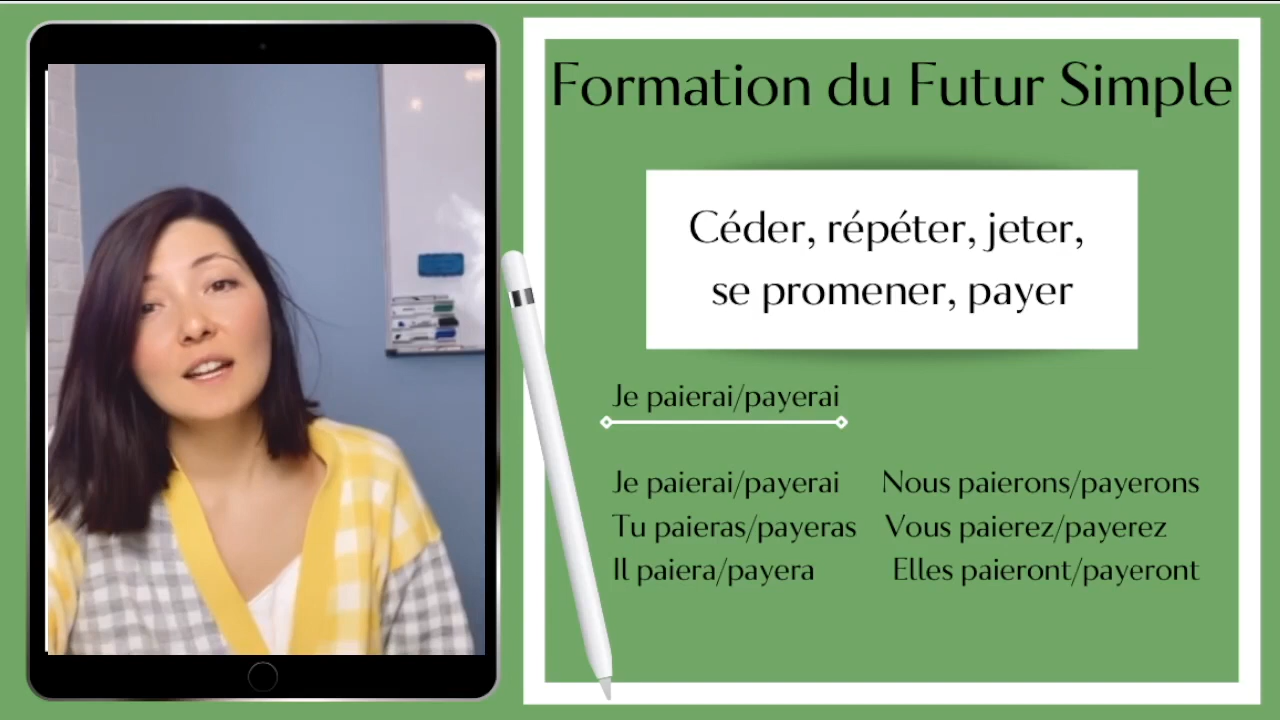 Formation du Futur Simple
Céder, répéter, jeter,
se promener, payer
Je paierai/payerai
Je paierai/payerai
Tu paieras/payeras
Il paiera/payera
Nous paierons/payerons
Vous paierez/payerez
Elles paieront/payeront